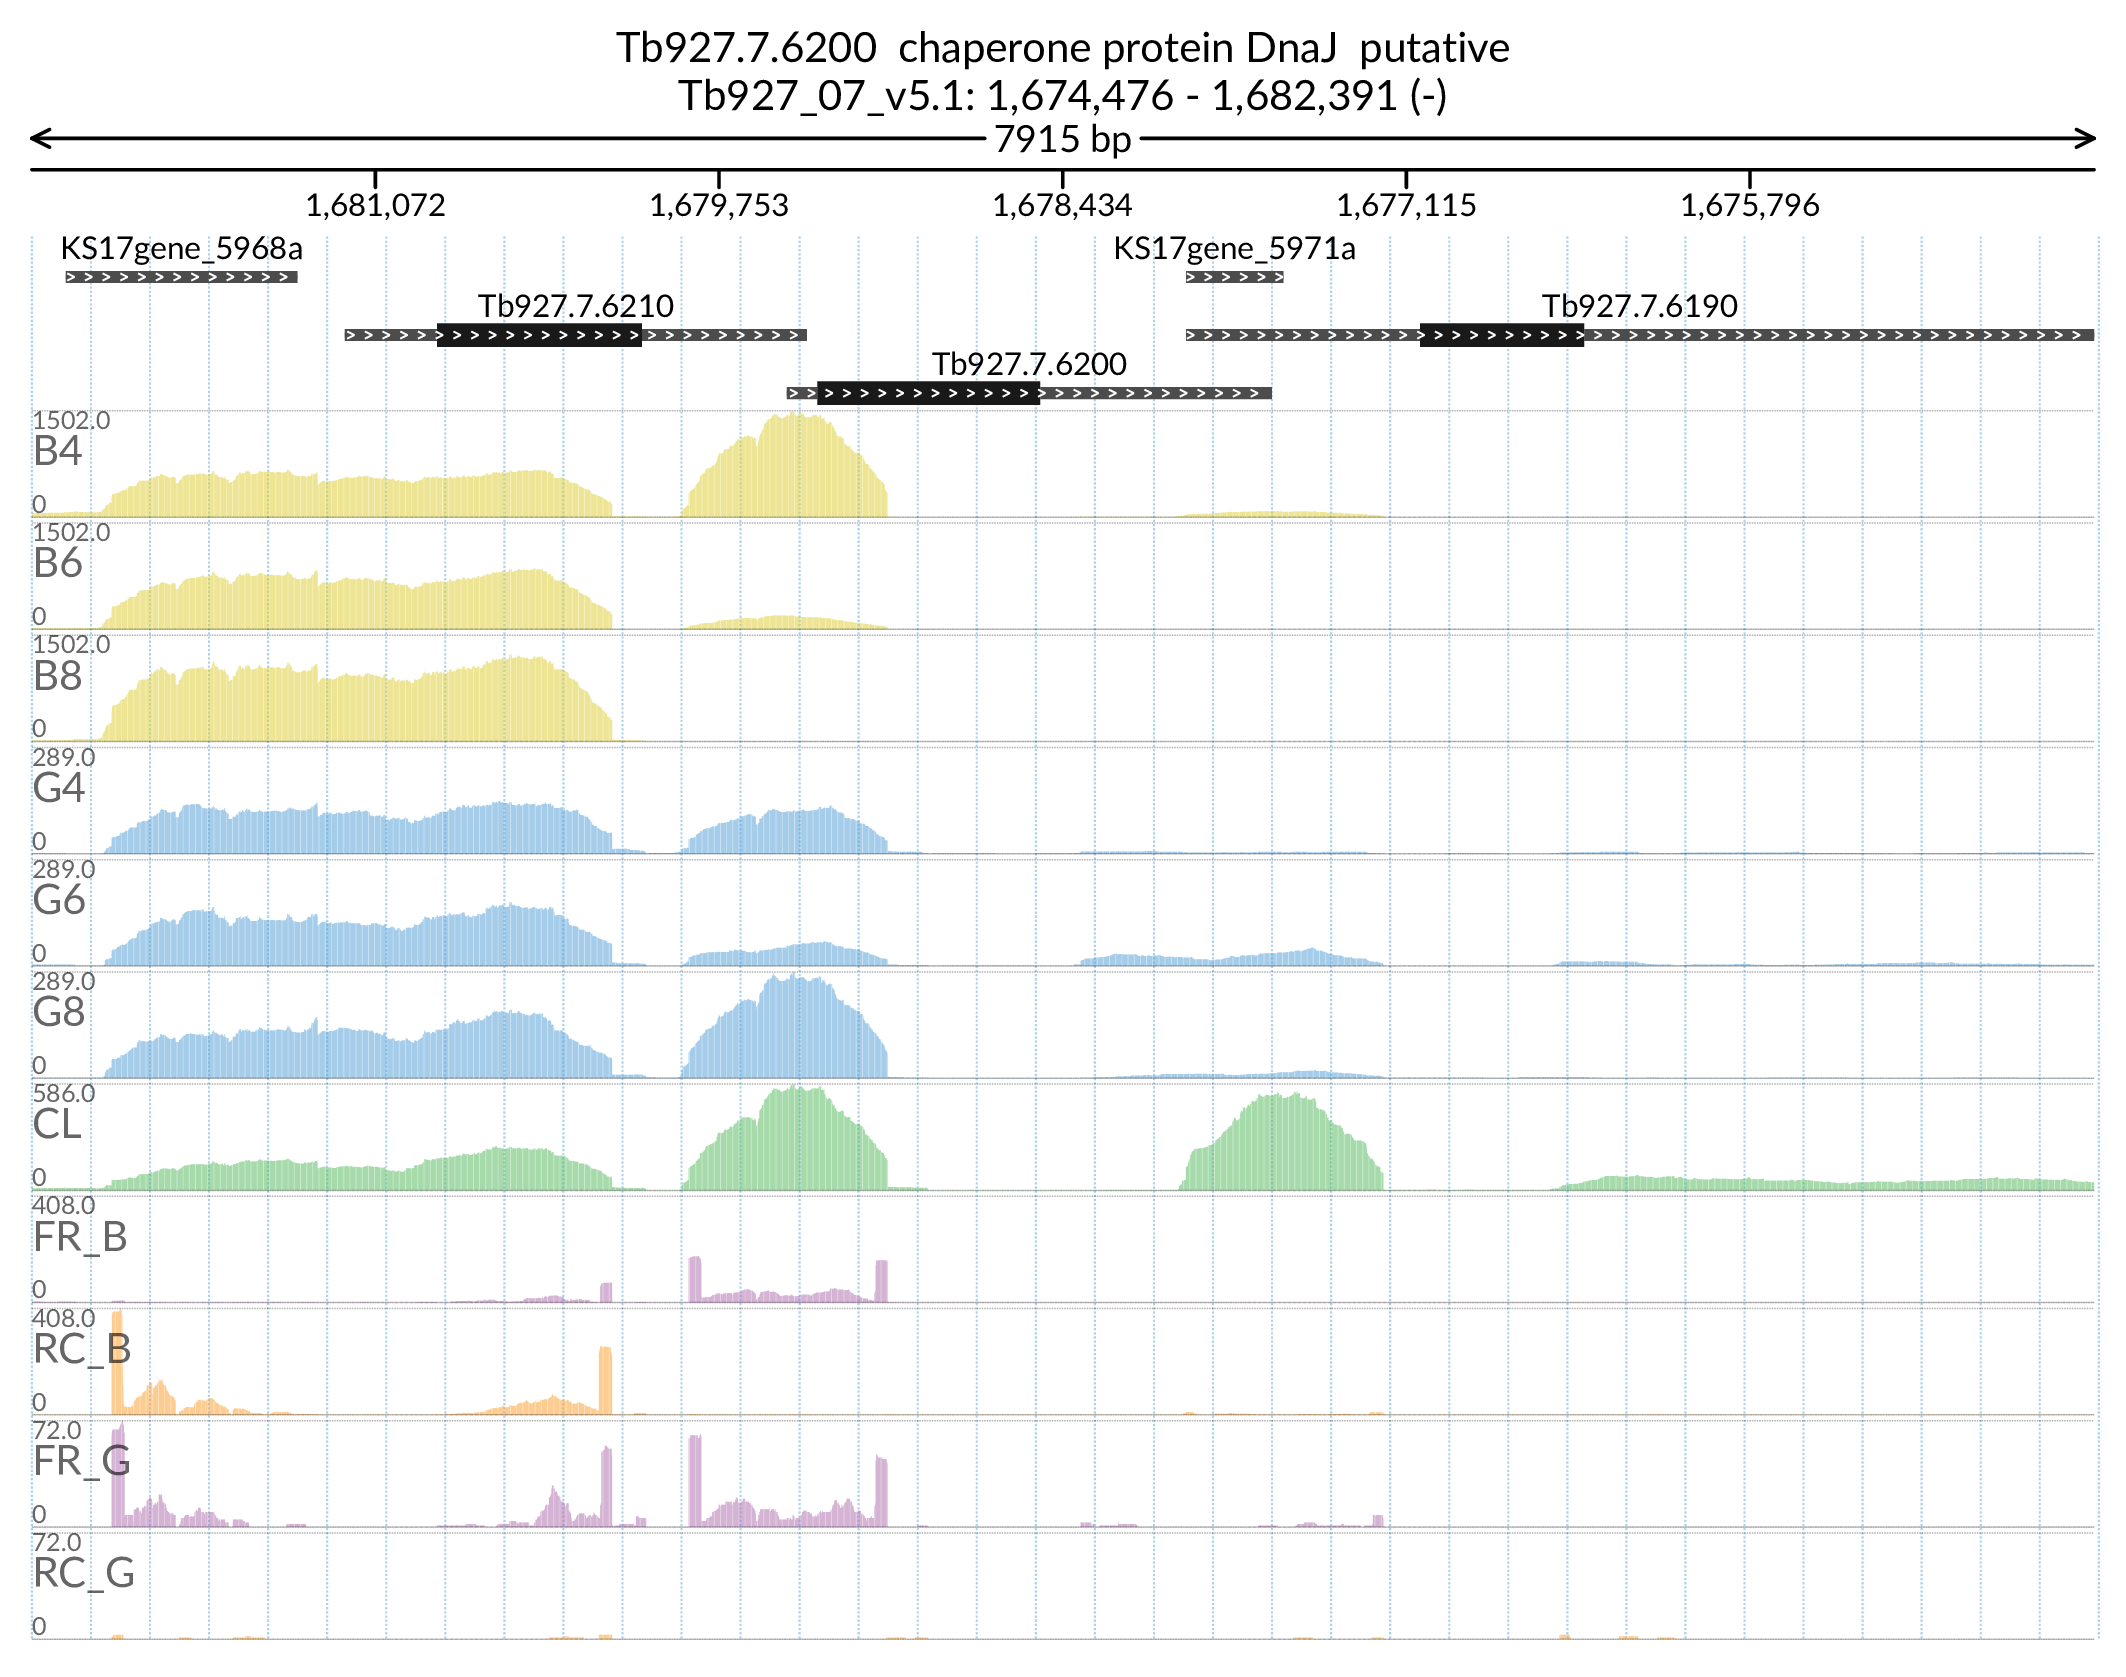 Tb927.7.6200 chaperone protein DnaJ putative
Tb927_07_v5.1: 1,674,476 - 1,682,391 (-)
7915 bp
1,681,072 1,679,753 1,678,434 1,677,115 1,675,796
KS17gene_5968a KS17gene_5971a
Tb927.7.6210 Tb927.7.6190
Tb927.7.6200
1502.0
B4
0
1502.0
B6
0
1502.0
B8
0
289.0
G4
0
289.0
G6
0
289.0
G8
0
586.0
CL
0
408.0
FR_B
0
408.0
RC_B
0
72.0
FR_G
0
72.0
RC_G
0